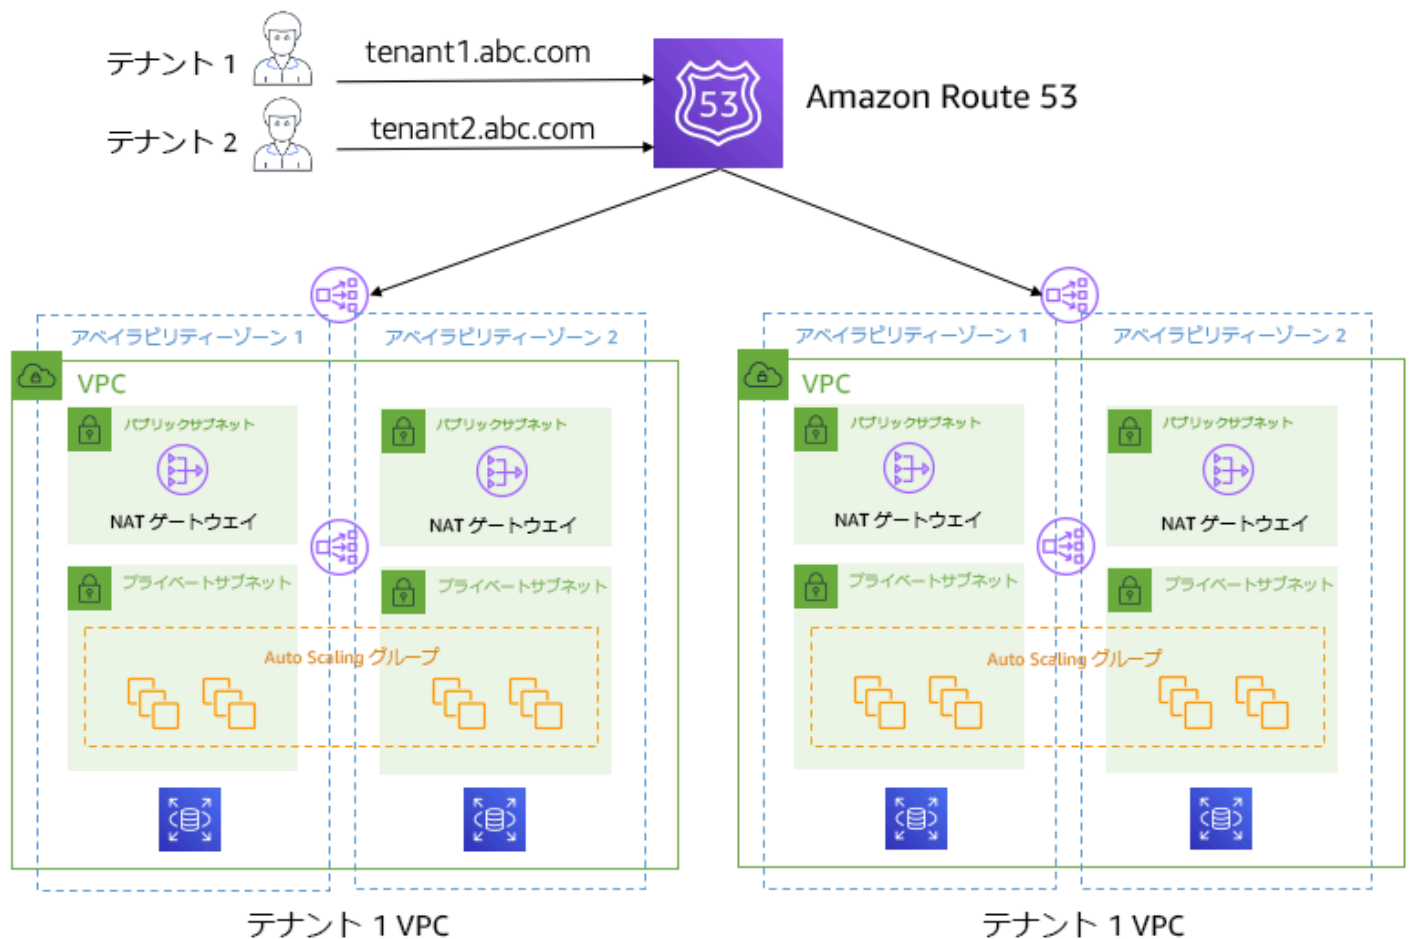 テナント 1
tenant1.abc.com
テナント 2
tenant2.abc.com
53
Amazon Route 53
アベイラビリティーゾーン 1
アベイラビリティーゾーン 2
VPC
パブリックサブネット
パブリックサブネット
NAT ゲートウェイ
NAT ゲートウェイ
プライベートサブネット
プライベートサブネット
Auto Scaling グループ
テナント 1 VPC
アベイラビリティーゾーン 1
アベイラビリティーゾーン 2
VPC
パブリックサブネット
パブリックサブネット
NAT ゲートウェイ
NAT ゲートウェイ
プライベートサブネット
プライベートサブネット
Auto Scaling グループ
テナント 1 VPC